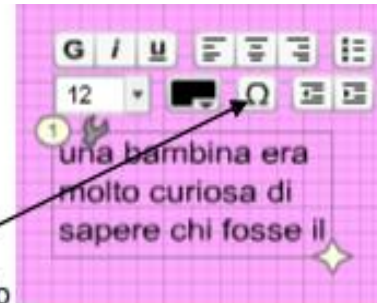 G i u
12 Ω
1
una bambina era
molto curiosa di
sapere chi fosse il
o